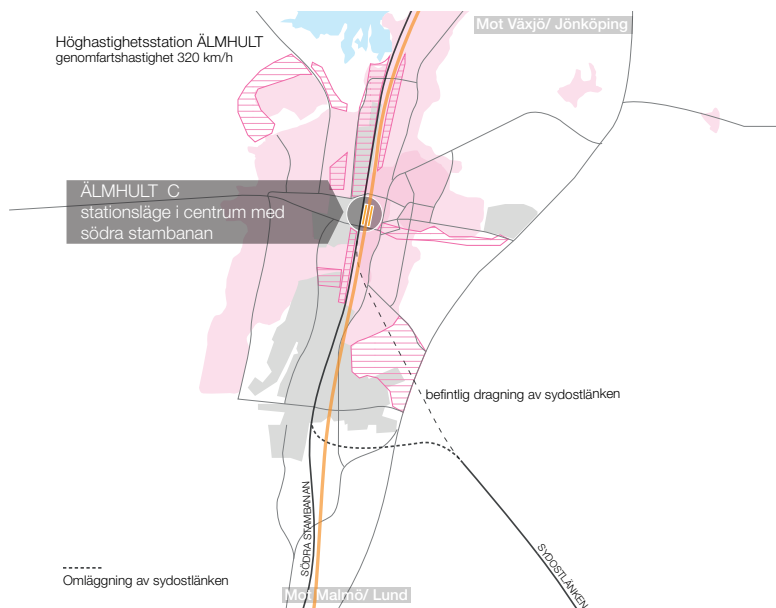 Mot Växjö/ Jönköping
Höghastighetsstation ÄLMHULT
genomfartshastighet 320 km/h
ÄLMHULT C
stationsläge i centrum med
södra stambanan
befintlig dragning av sydostlänken
SÖDRA STAMBANAN
SYDOSTLÄNKEN
Omläggning av sydostlänken
Mot Malmö/ Lund